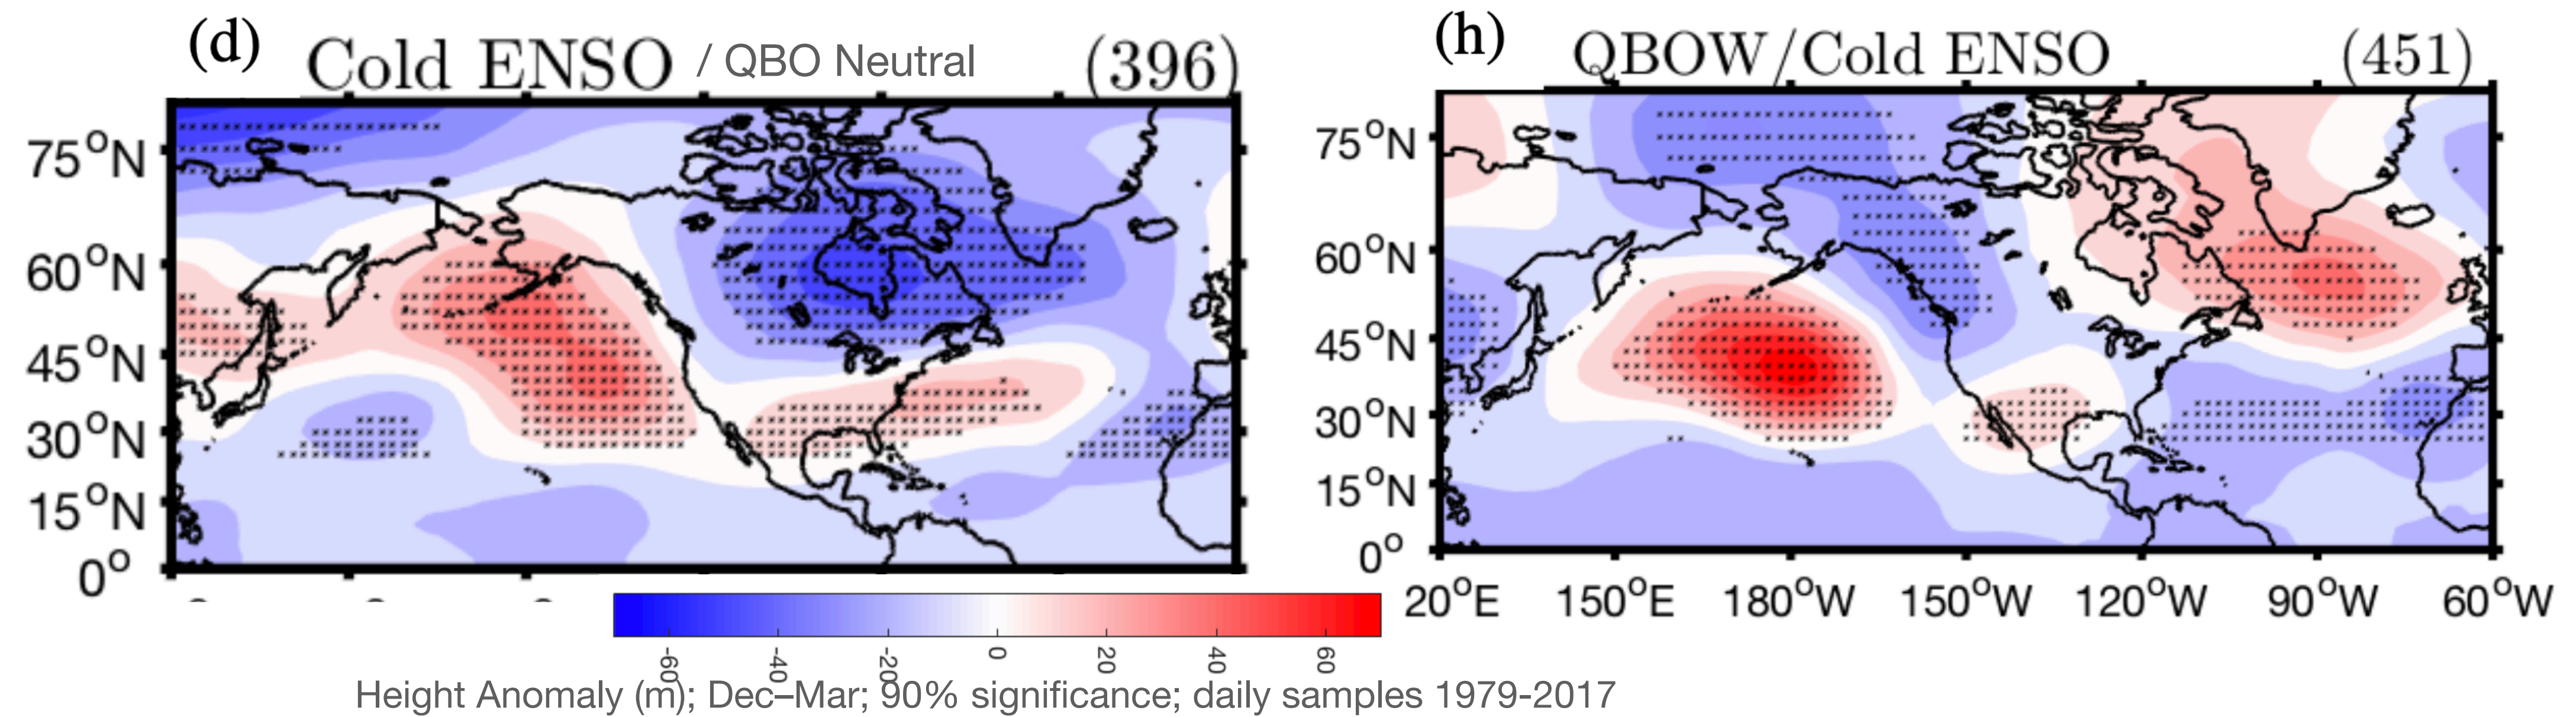 (d) Cold ENSO / QBO Neutral (396)
(h) QBOW/Cold ENSO (451)
75°N
60°N
45°N
30°N
15°N
0°
75°N
60°N
45°N
30°N
15°N
0°
20°E 150°E 180°W 150°W 120°W 90°W 60°W
-60 -40 -20 0 20 40 60
Height Anomaly (m); Dec–Mar; 90% significance; daily samples 1979-2017